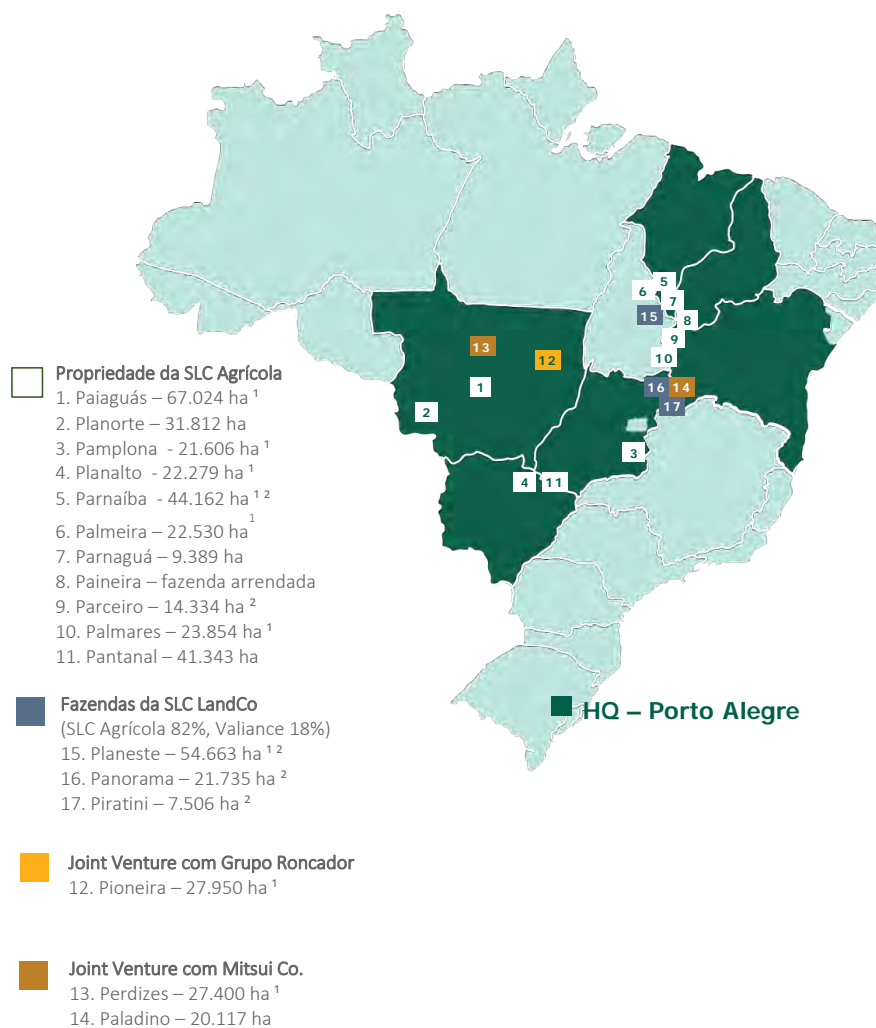 5
6
7
15
8
9
13
12
10
1
16 14
17
2
3
4 11
Propriedade da SLC Agrícola
1. Paiaguás – 67.024 ha ¹
2. Planorte – 31.812 ha
3. Pamplona - 21.606 ha ¹
4. Planalto - 22.279 ha ¹
5. Parnaíba - 44.162 ha ¹ ²
6. Palmeira – 22.530 ha ¹
7. Parnaguá – 9.389 ha
8. Paineira – fazenda arrendada
9. Parceiro – 14.334 ha ²
10. Palmares – 23.854 ha ¹
11. Pantanal – 41.343 ha
HQ – Porto Alegre
Fazendas da SLC LandCo
(SLC Agrícola 82%, Valiance 18%)
15. Planeste – 54.663 ha ¹ ²
16. Panorama – 21.735 ha ²
17. Piratini – 7.506 ha ²
Joint Venture com Grupo Roncador
12. Pioneira – 27.950 ha ¹
Joint Venture com Mitsui Co.
13. Perdizes – 27.400 ha ¹
14. Paladino – 20.117 ha